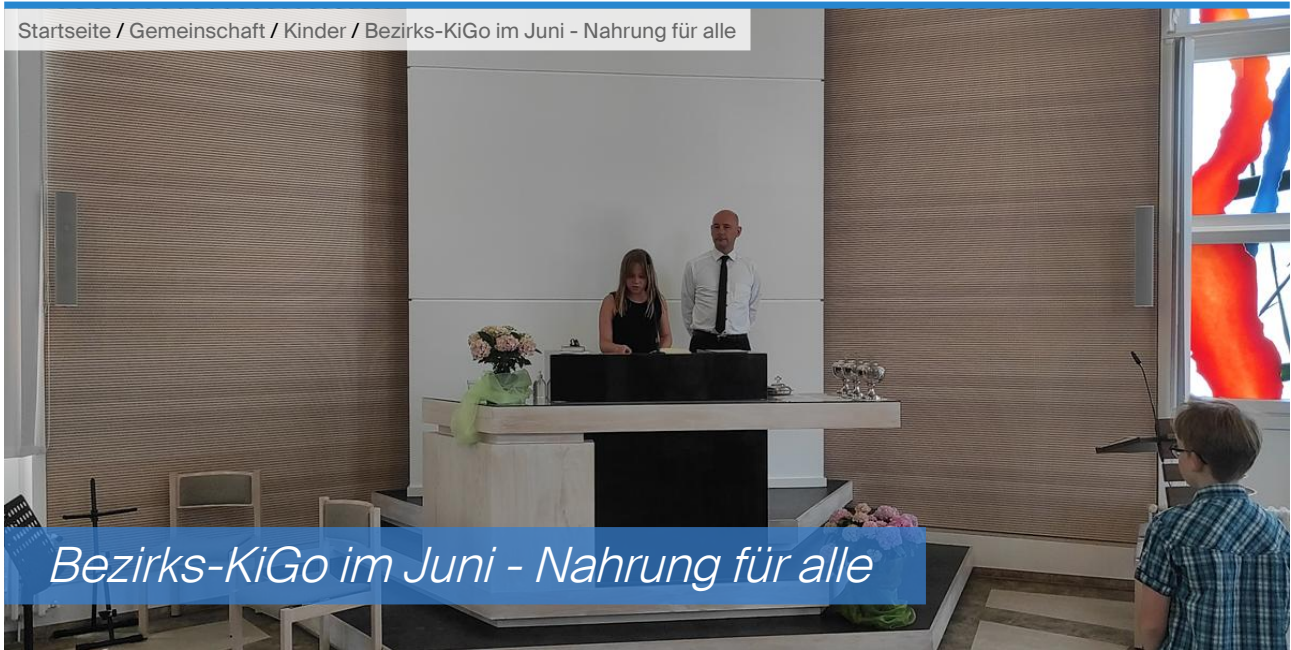 Startseite / Gemeinschaft / Kinder / Bezirks-KiGo im Juni - Nahrung für alle
Bezirks-KiGo im Juni - Nahrung für alle